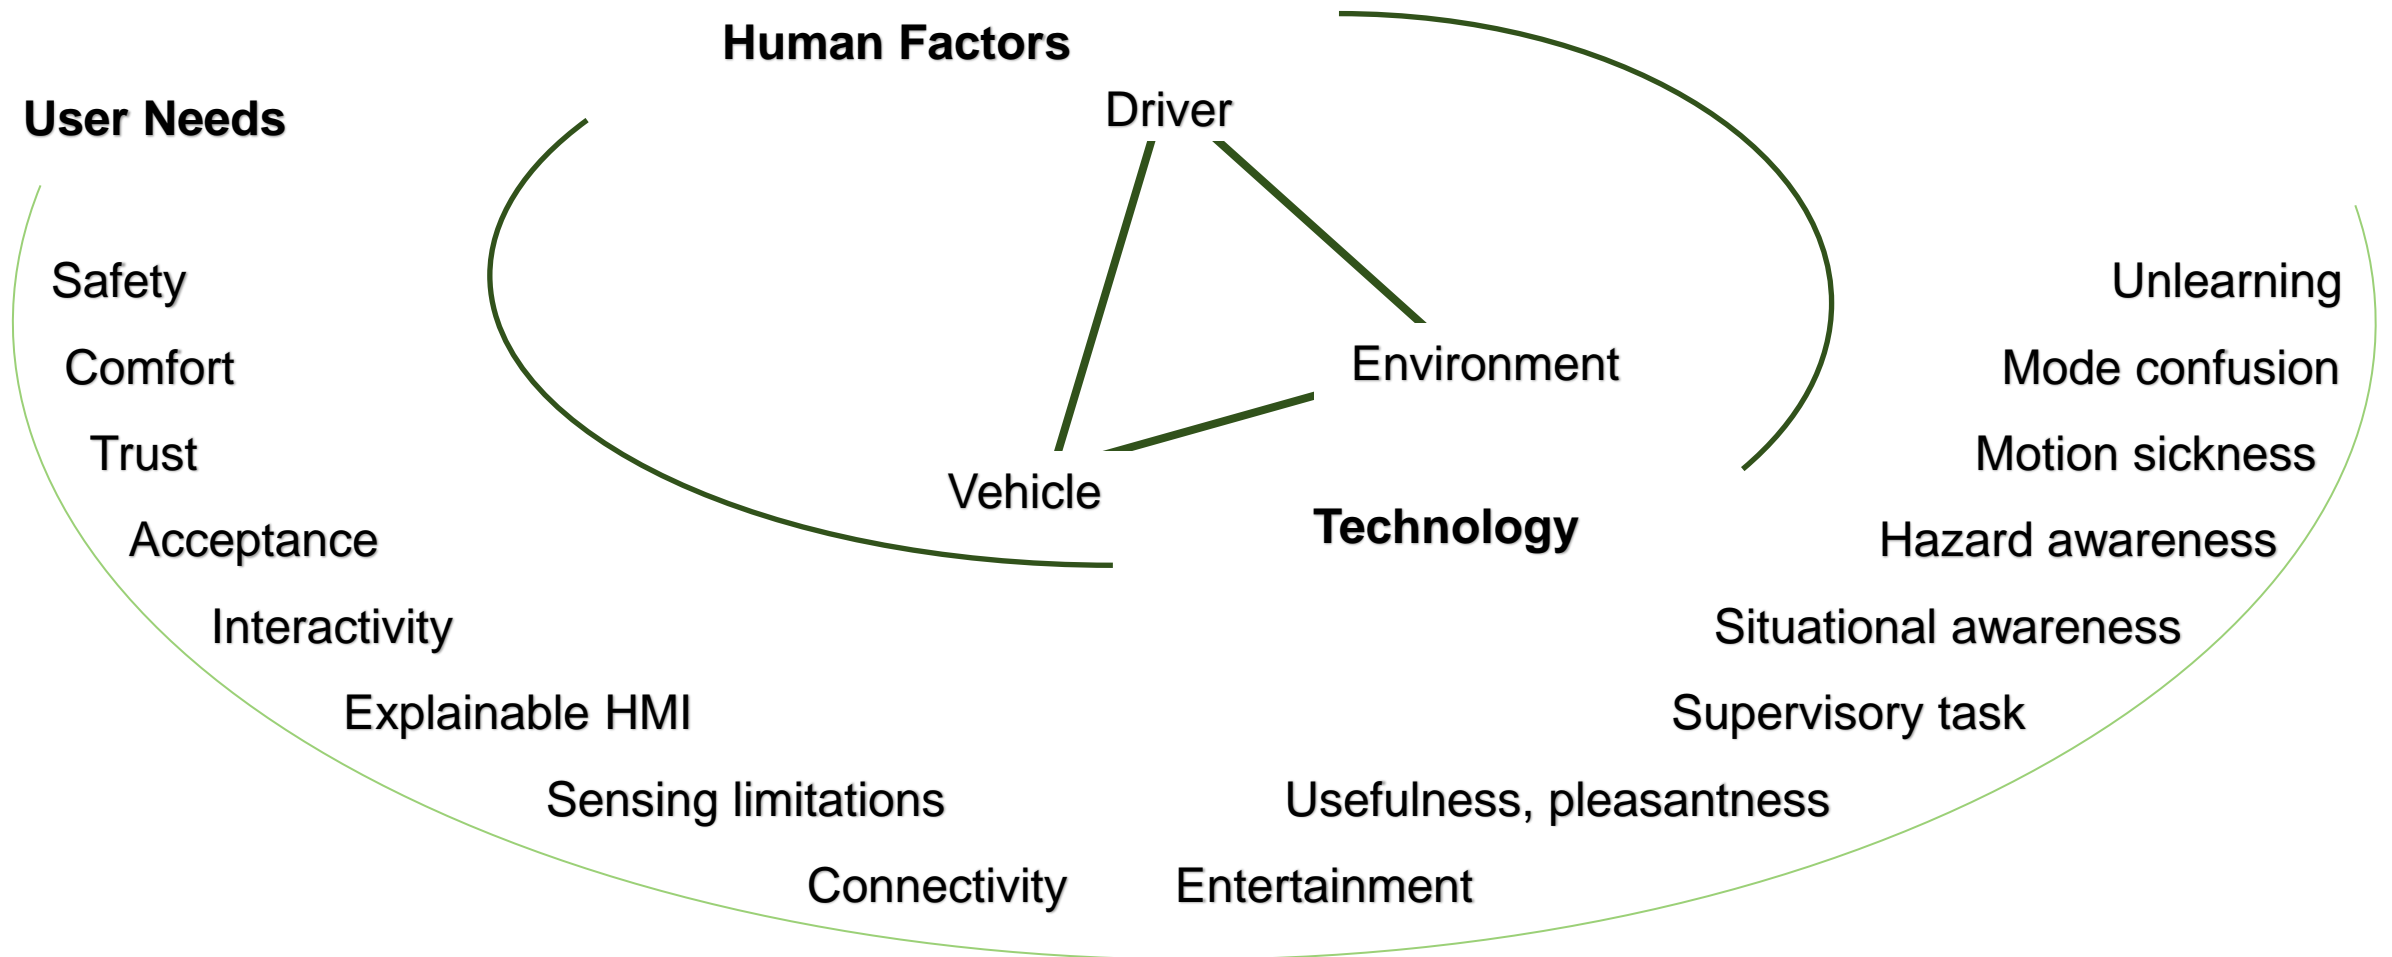 Human Factors
User Needs
Driver
Environment
Vehicle
Technology
Safety
Comfort
Trust
Acceptance
Interactivity
Explainable HMI
Sensing limitations
Connectivity
Entertainment
Usefulness, pleasantness
Supervisory task
Situational awareness
Hazard awareness
Motion sickness
Mode confusion
Unlearning